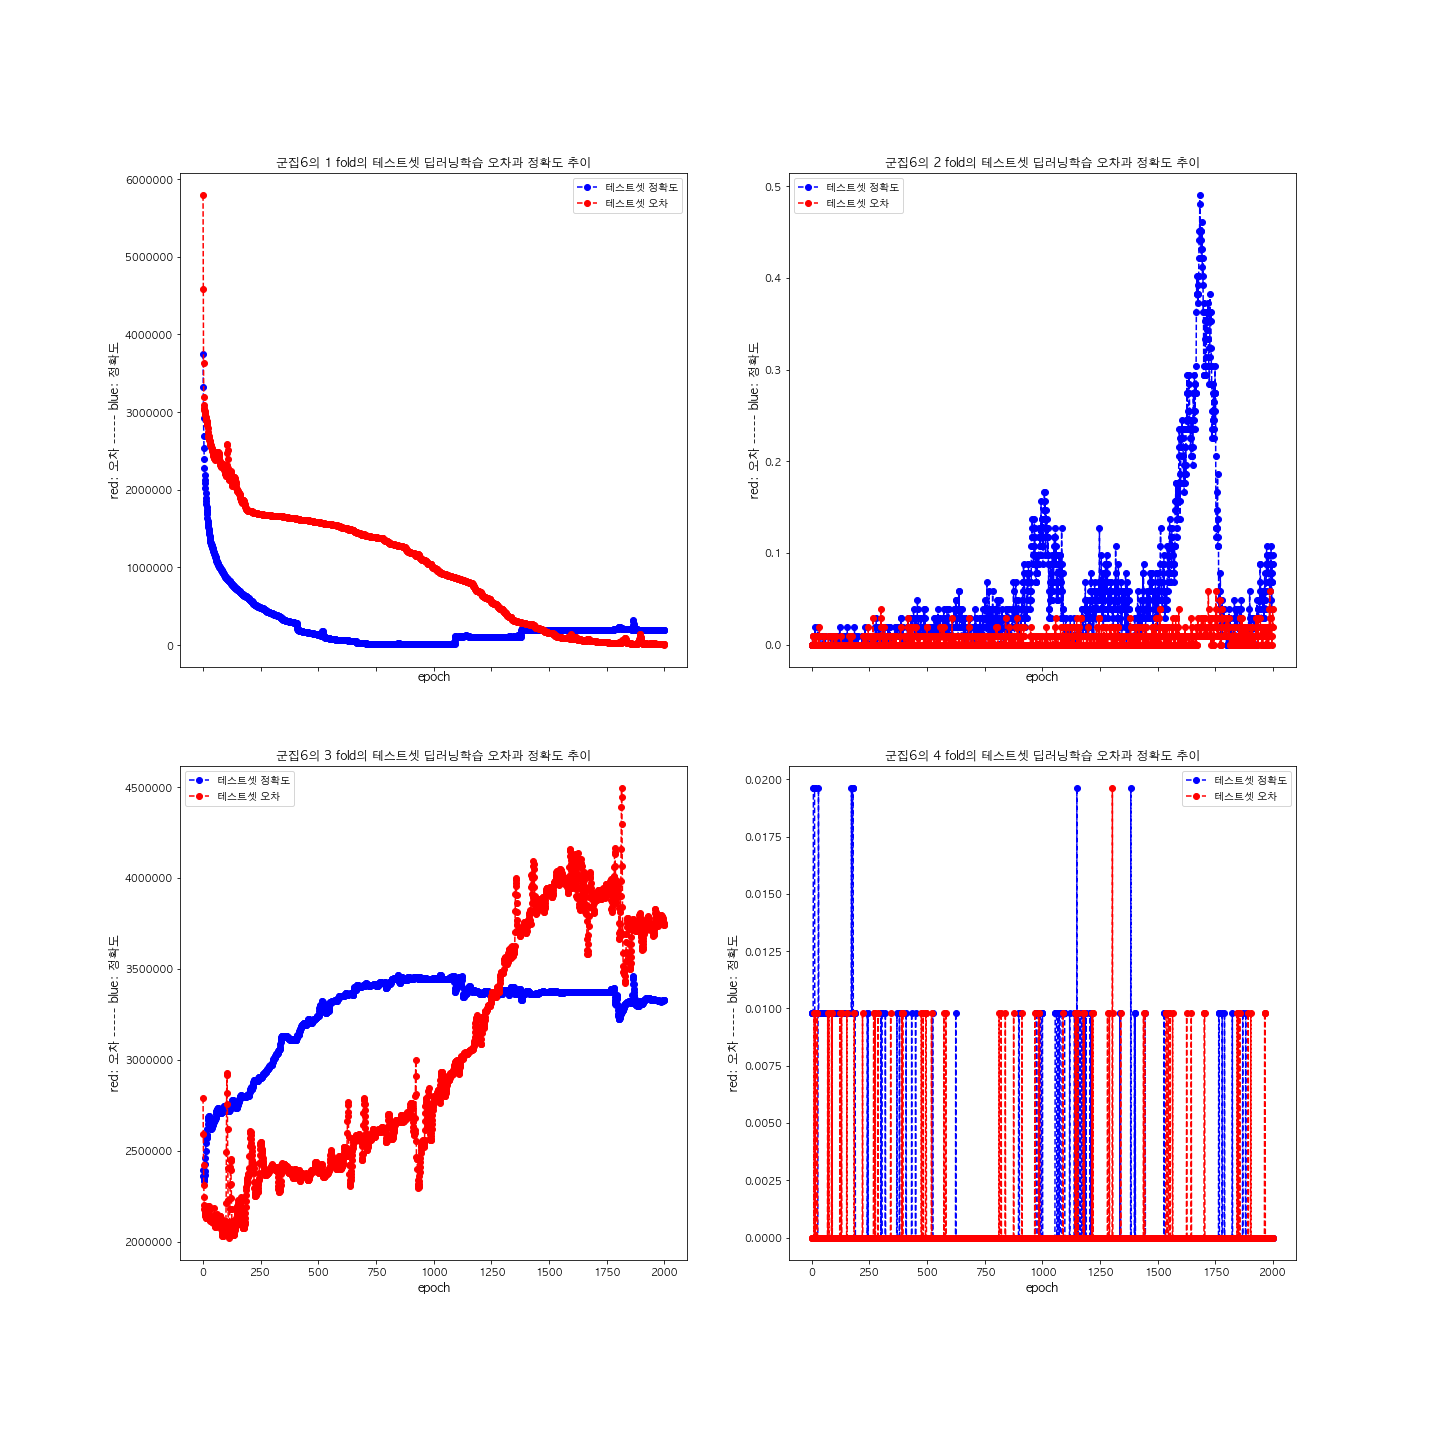 군집6의 1 fold의 테스트셋 딥러닝학습 오차과 정확도 추이
테스트셋 정확도
테스트셋 오차
6000000
5000000
4000000
3000000
2000000
1000000
0
red: 오차 ----- blue: 정확도
epoch
군집6의 2 fold의 테스트셋 딥러닝학습 오차과 정확도 추이
테스트셋 정확도
테스트셋 오차
0.5
0.4
0.3
0.2
0.1
0.0
red: 오차 ----- blue: 정확도
epoch
군집6의 3 fold의 테스트셋 딥러닝학습 오차과 정확도 추이
테스트셋 정확도
테스트셋 오차
4500000
4000000
3500000
3000000
2500000
2000000
red: 오차 ----- blue: 정확도
0 250 500 750 1000 1250 1500 1750 2000
epoch
군집6의 4 fold의 테스트셋 딥러닝학습 오차과 정확도 추이
테스트셋 정확도
테스트셋 오차
0.0200
0.0175
0.0150
0.0125
0.0100
0.0075
0.0050
0.0025
0.0000
red: 오차 ----- blue: 정확도
0 250 500 750 1000 1250 1500 1750 2000
epoch